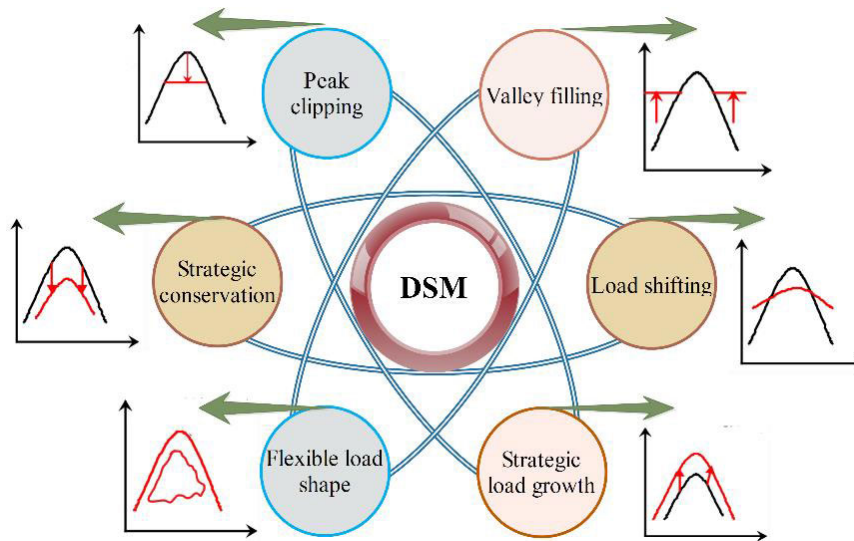 Peak
clipping
Valley filling
Strategic
conservation
DSM
Load shifting
Flexible load
shape
Strategic
load growth